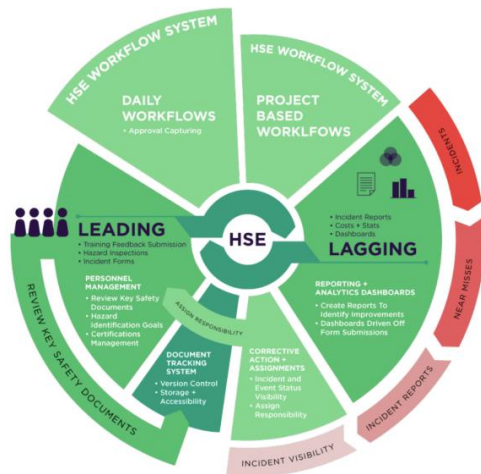 HSE WORKFLOW SYSTEM
HSE WORKFLOW SYSTEM
DAILY
WORKFLOWS
• Approval Capturing
PROJECT
BASED
WORKLFOWS
INCIDENTS
NEAR MISSES
INCIDENT REPORTS
INCIDENT VISIBILITY
HSE
LEADING
• Training Feedback Submission
• Hazard Inspections
• Incident Forms
PERSONNEL
MANAGEMENT
• Review Key Safety
Documents
• Hazard
Identification Goals
• Certifications
Management
• Incident Reports
• Costs + Stats
• Dashboards
LAGGING
REPORTING +
ANALYTICS DASHBOARDS
• Create Reports To
Identify Improvements
• Dashboards Driven Off
Form Submissions
ASSIGN RESPONSIBILITY
DOCUMENT
TRACKING
SYSTEM
• Version Control
• Storage +
Accessibility
CORRECTIVE
ACTION +
ASSIGNMENTS
• Incident and
Event Status
Visibility
• Assign
Responsibility
REVIEW KEY SAFETY DOCUMENTS